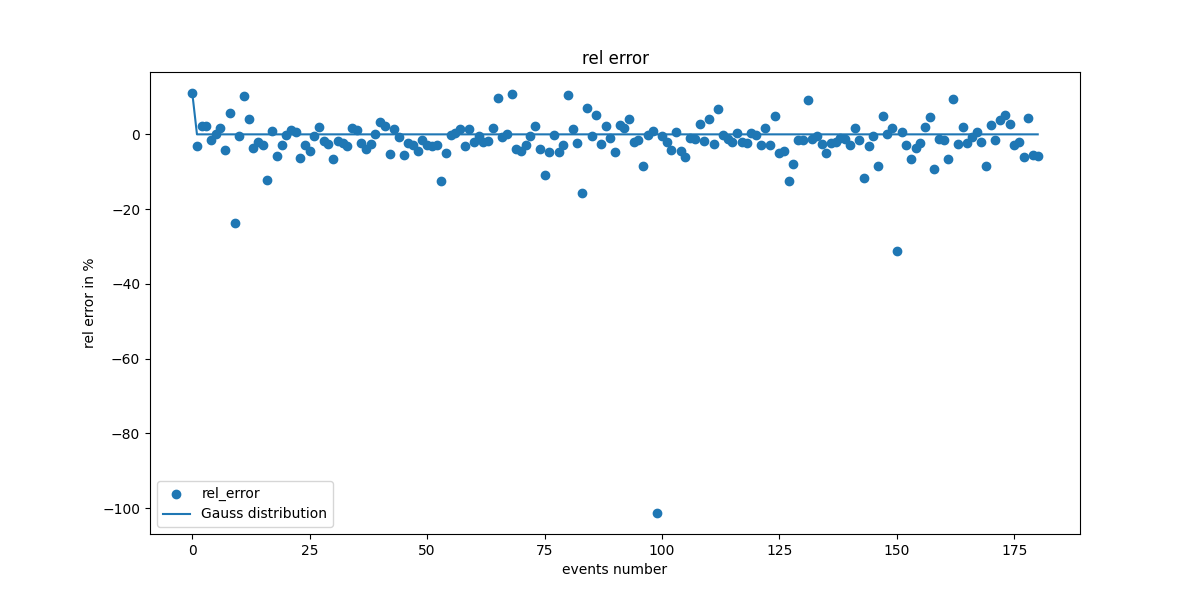 rel error
0
−20
−40
−60
−80
−100
rel error in %
rel_error
Gauss distribution
0 25 50 75 100 125 150 175
events number